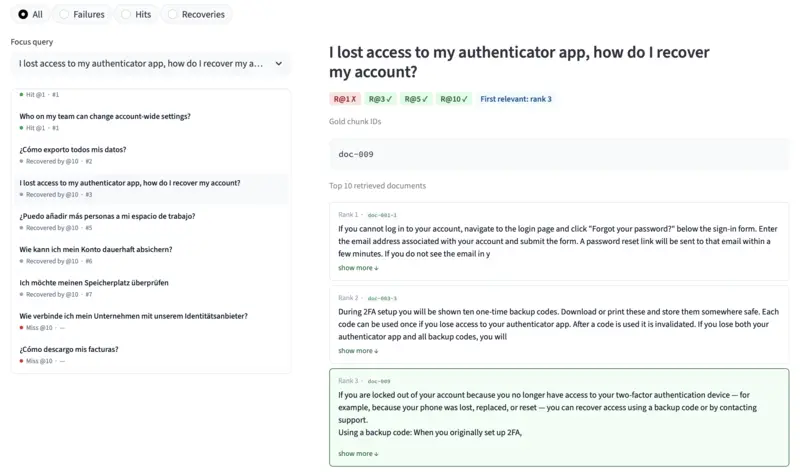 All Failures Hits Recoveries
Focus query
I lost access to my authenticator app, how do I recover my a...
Hit @1 · #1
Who on my team can change account-wide settings?
Hit @1 · #1
¿Cómo exporto todos mis datos?
Recovered by @10 · #2
I lost access to my authenticator app, how do I recover my account?
Recovered by @10 · #3
¿Puedo añadir más personas a mi espacio de trabajo?
Recovered by @10 · #5
Wie kann ich mein Konto dauerhaft absichern?
Recovered by @10 · #6
Ich möchte meinen Speicherplatz überprüfen
Recovered by @10 · #7
Wie verbinde ich mein Unternehmen mit unserem Identitätsanbieter?
Miss @10 · —
¿Cómo descargo mis facturas?
Miss @10 · —
I lost access to my authenticator app, how do I recover
my account?
R@1 ✗ R@3 ✓ R@5 ✓ R@10 ✓ First relevant: rank 3
Gold chunk IDs
doc-009
Top 10 retrieved documents
Rank 1 · doc-001-1
If you cannot log in to your account, navigate to the login page and click "Forgot your password?" below the sign-in form. Enter
the email address associated with your account and submit the form. A password reset link will be sent to that email within a
few minutes. If you do not see the email in y
show more ↓
Rank 2 · doc-003-3
During 2FA setup you will be shown ten one-time backup codes. Download or print these and store them somewhere safe. Each
code can be used once if you lose access to your authenticator app. After a code is used it is invalidated. If you lose both your
authenticator app and all backup codes, you will
show more ↓
Rank 3 · doc-009
If you are locked out of your account because you no longer have access to your two-factor authentication device — for
example, because your phone was lost, replaced, or reset — you can recover access using a backup code or by contacting
support.
Using a backup code: When you originally set up 2FA,
show more ↓